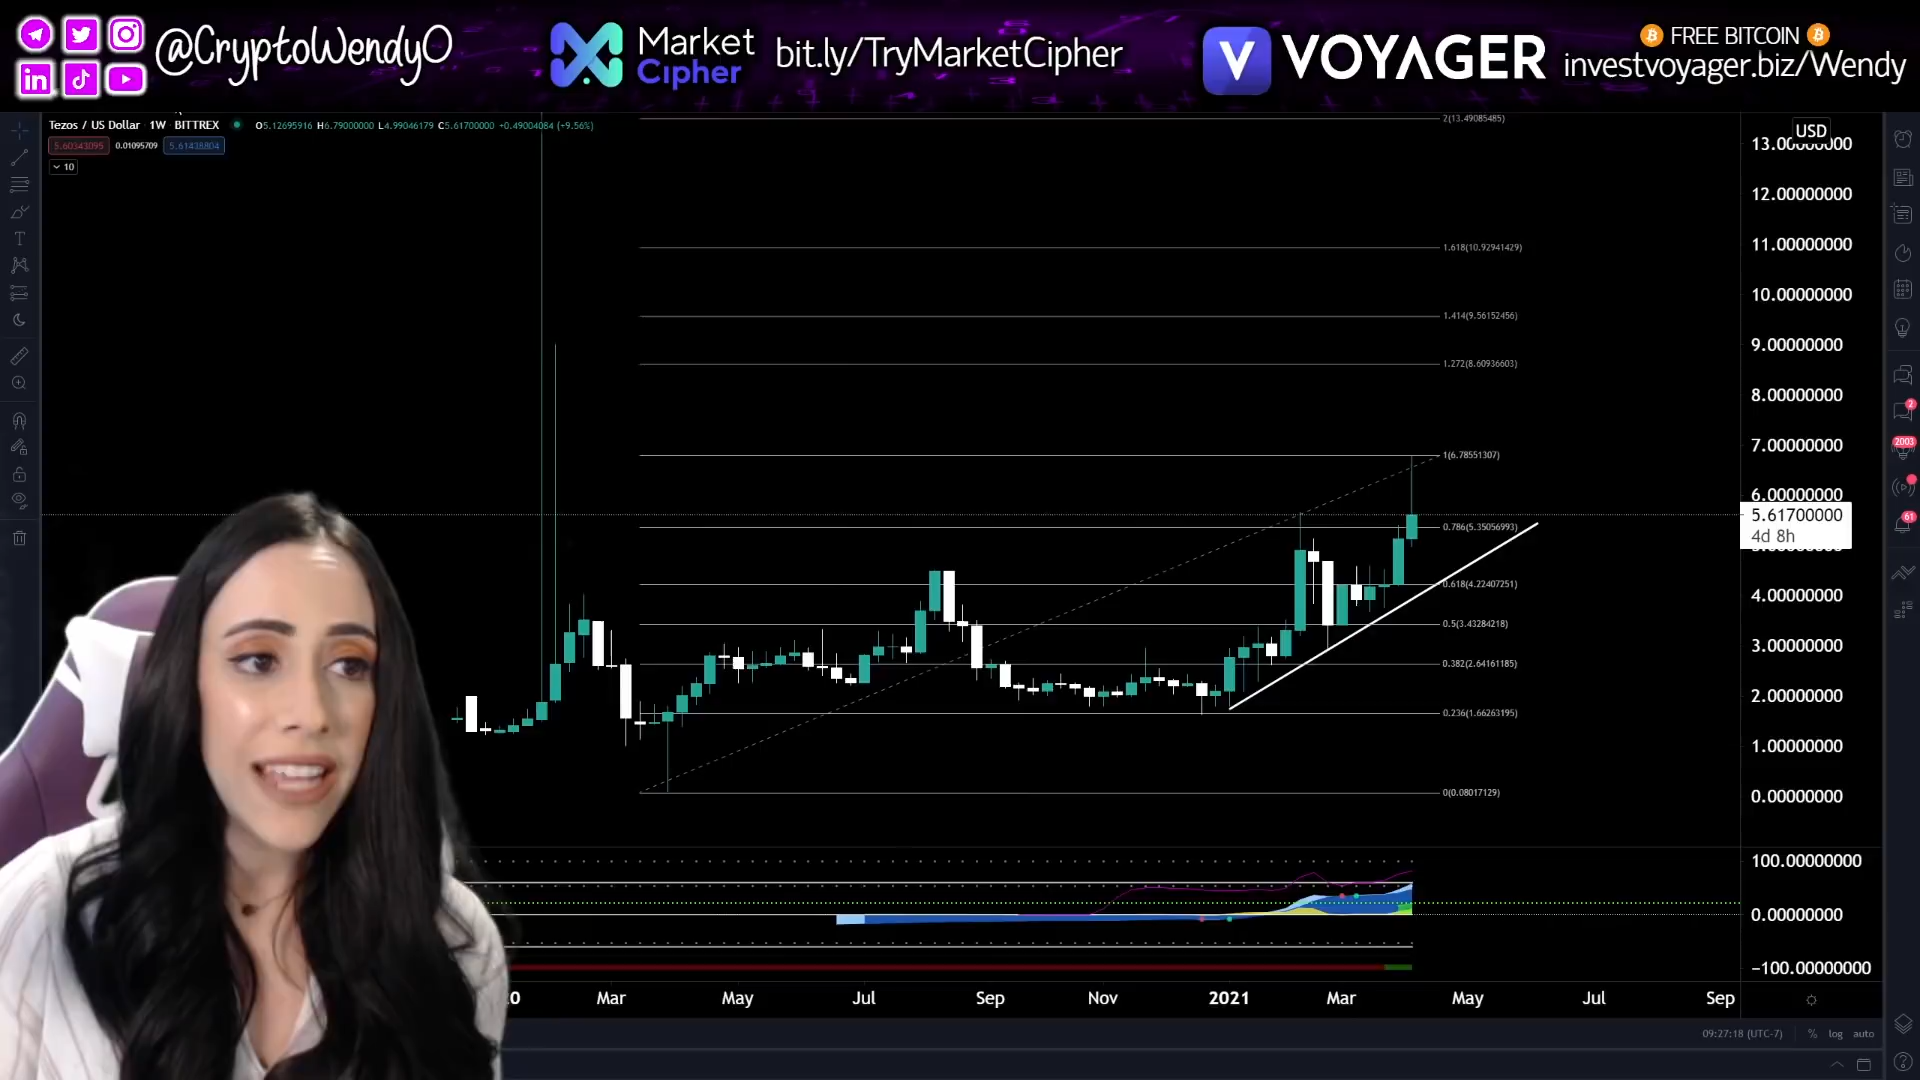 @CryptoWendyO
Market
Cipher
bit.ly/TryMarketCipher
V
VOYAGER
FREE BITCOIN
investvoyager.biz/Wendy
Tezos / US Dollar 1W BITTREX O5.12695916 H6.79000000 L4.99046179 C5.61700000 +0.49004084 (+9.56%)
5.60343095 0.01095709 5.61438804
10
2(13.49085485)
1.618(10.92941429)
1.414(9.56152456)
1.272(8.60936603)
1(6.78551307)
0.786(5.35056993)
0.618(4.22407251)
0.5(3.43284218)
0.382(2.64161185)
0.236(1.66263195)
0(0.08017129)
USD
12.00000000
11.00000000
10.00000000
9.00000000
8.00000000
7.00000000
6.00000000
5.61700000
4d 8h
4.00000000
3.00000000
2.00000000
1.00000000
0.00000000
100.00000000
0.00000000
−100.00000000
Mar May Jul Sep Nov 2021 Mar May Jul Sep
09:27:18 (UTC-7) % log auto
2
2003
61